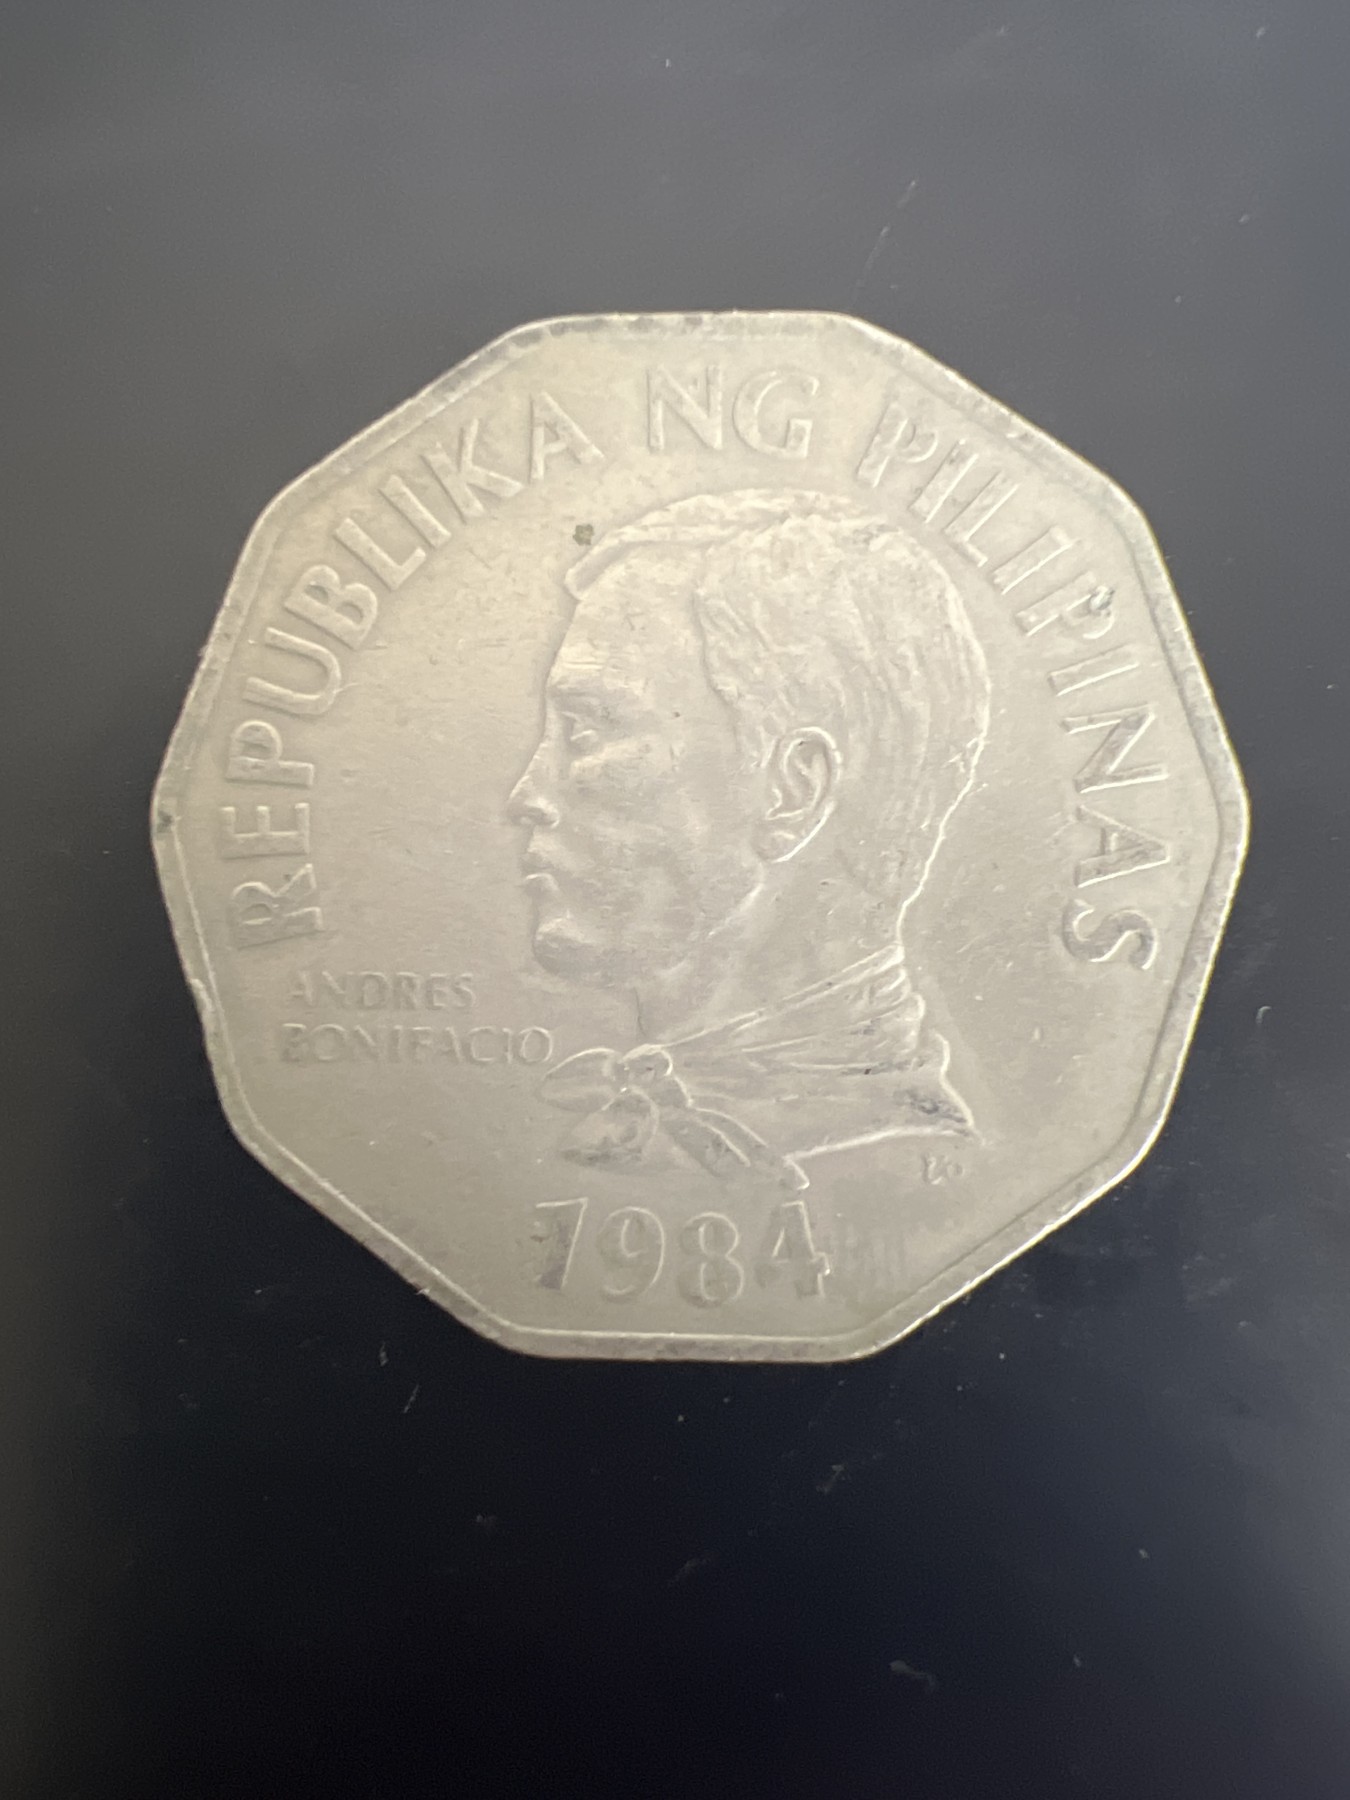 REPUBLIKA NG PILIPINAS
ANDRES
BONIFACIO
1984